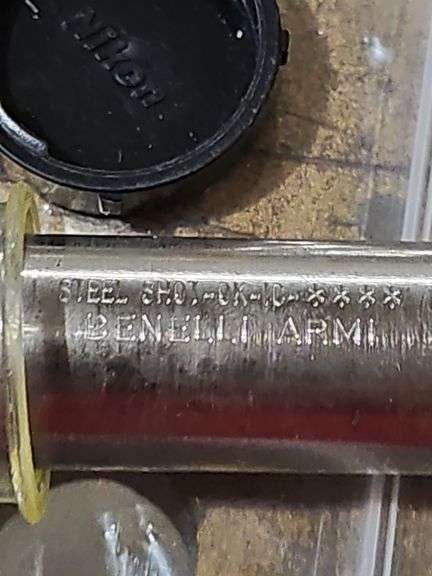 Nikon
STEEL SHOT-OK-IC-****
BENELLI ARMI